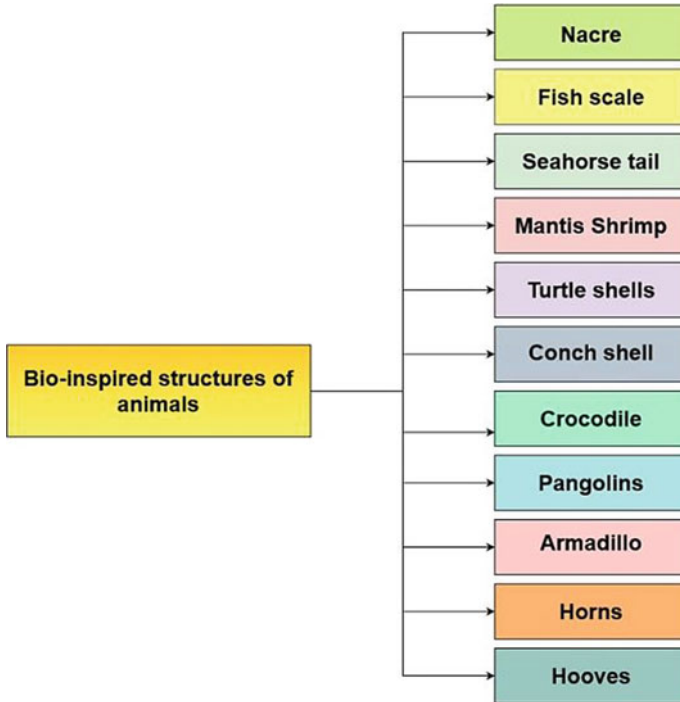 Bio-inspired structures of
animals
Nacre
Fish scale
Seahorse tail
Mantis Shrimp
Turtle shells
Conch shell
Crocodile
Pangolins
Armadillo
Horns
Hooves